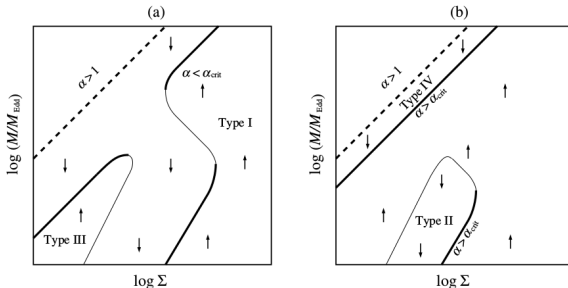 (a)
(b)
α > 1
α < αcrit
Type I
Type III
log (M/MEdd)
log Σ
α > 1
Type IV
α > αcrit
Type II
α > αcrit
log (M/MEdd)
log Σ